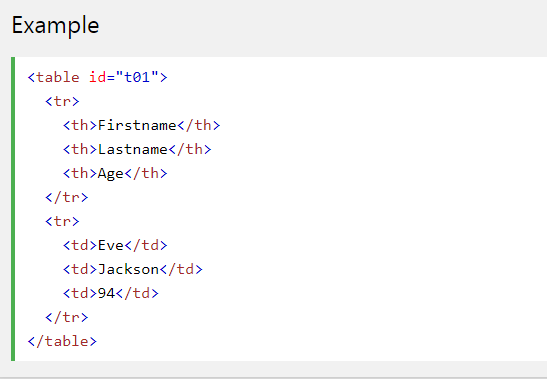 Example
<table id="t01">
  <tr>
    <th>Firstname</th>
    <th>Lastname</th>
    <th>Age</th>
  </tr>
  <tr>
    <td>Eve</td>
    <td>Jackson</td>
    <td>94</td>
  </tr>
</table>